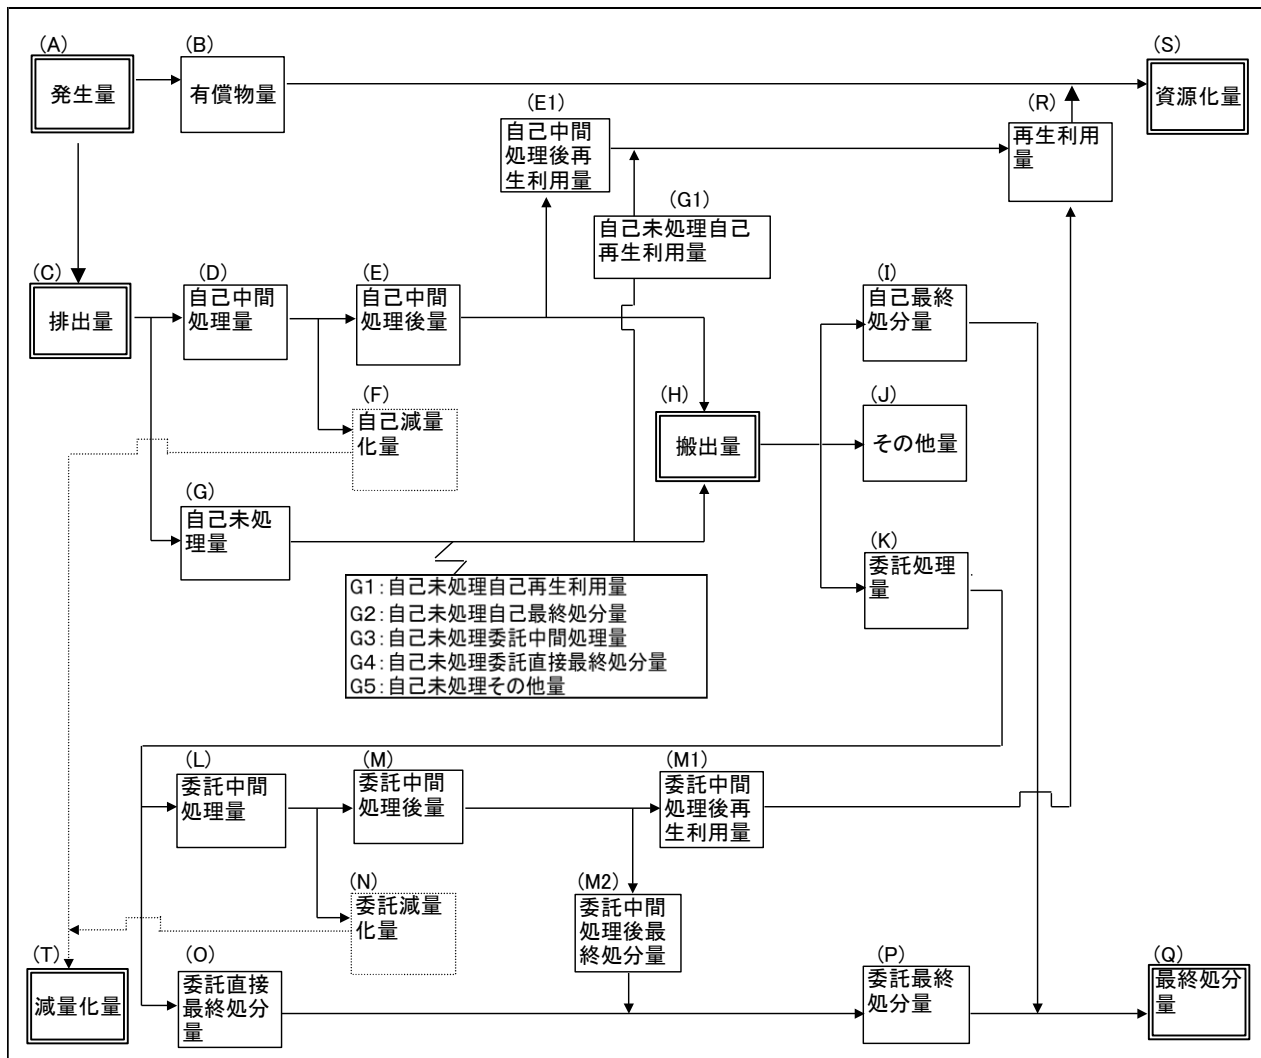 (A)
発生量
(B)
有償物量
(S)
資源化量
(E1)
自己中間
処理後再
生利用量
(R)
再生利用
量
(G1)
自己未処理自己
再生利用量
(C)
排出量
(D)
自己中間
処理量
(E)
自己中間
処理後量
(I)
自己最終
処分量
(F)
自己減量
化量
(H)
搬出量
(J)
その他量
(G)
自己未処
理量
(K)
委託処理
量
G1:自己未処理自己再生利用量
G2:自己未処理自己最終処分量
G3:自己未処理委託中間処理量
G4:自己未処理委託直接最終処分量
G5:自己未処理その他量
(L)
委託中間
処理量
(M)
委託中間
処理後量
(M1)
委託中間
処理後再
生利用量
(N)
委託減量
化量
(M2)
委託中間
処理後最
終処分量
(T)
減量化量
(O)
委託直接
最終処分
量
(P)
委託最終
処分量
(Q)
最終処分
量